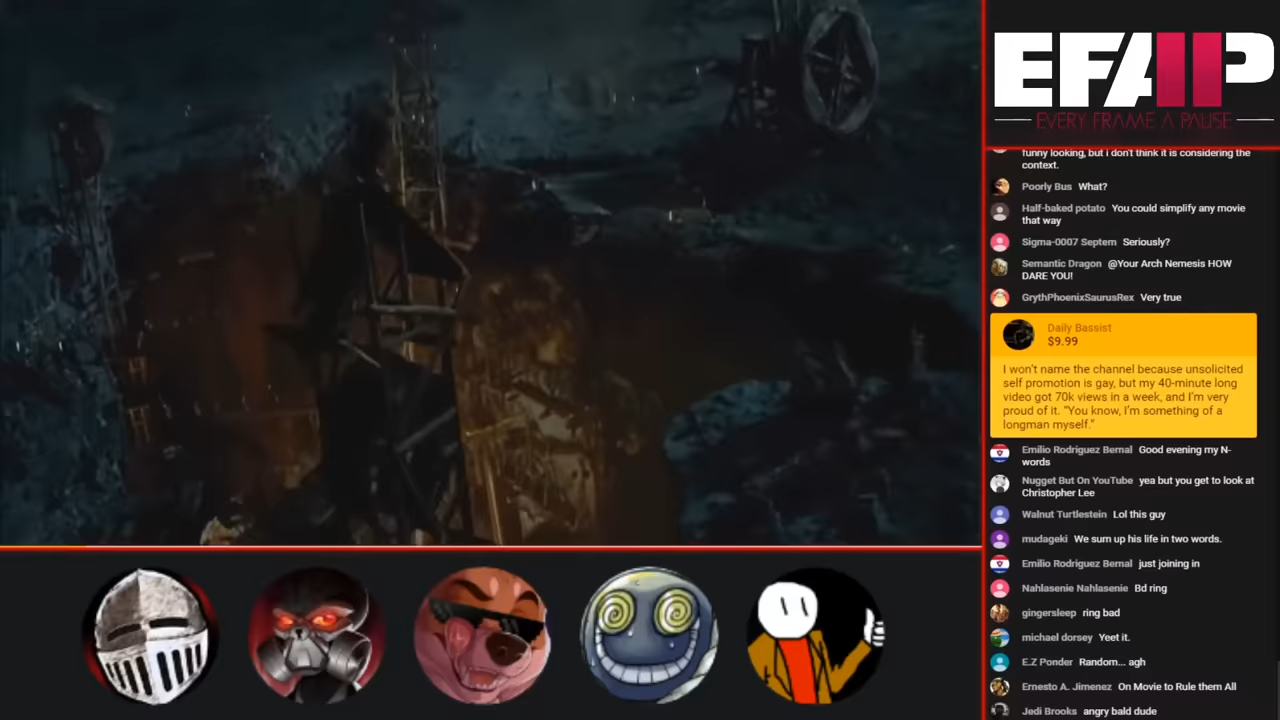 EFAP
EVERY FRAME A PAUSE
funny looking, but i don't think it is considering the
context.
Poorly Bus What?
Half-baked potato You could simplify any movie
that way
Sigma-0007 Septem Seriously?
Semantic Dragon @Your Arch Nemesis HOW
DARE YOU!
GrythPhoenixSaurusRex Very true
Daily Bassist
$9.99
I won't name the channel because unsolicited
self promotion is gay, but my 40-minute long
video got 70k views in a week, and I'm very
proud of it. "You know, I'm something of a
longman myself."
Emilio Rodriguez Bernal Good evening my N-
words
Nugget But On YouTube yea but you get to look at
Christopher Lee
Walnut Turtlestein Lol this guy
mudageki We sum up his life in two words.
Emilio Rodriguez Bernal just joining in
Nahlasenie Nahlasenie Bd ring
gingersleep ring bad
michael dorsey Yeet it.
E.Z Ponder Random... agh
Ernesto A. Jimenez On Movie to Rule them All
Jedi Brooks angry bald dude